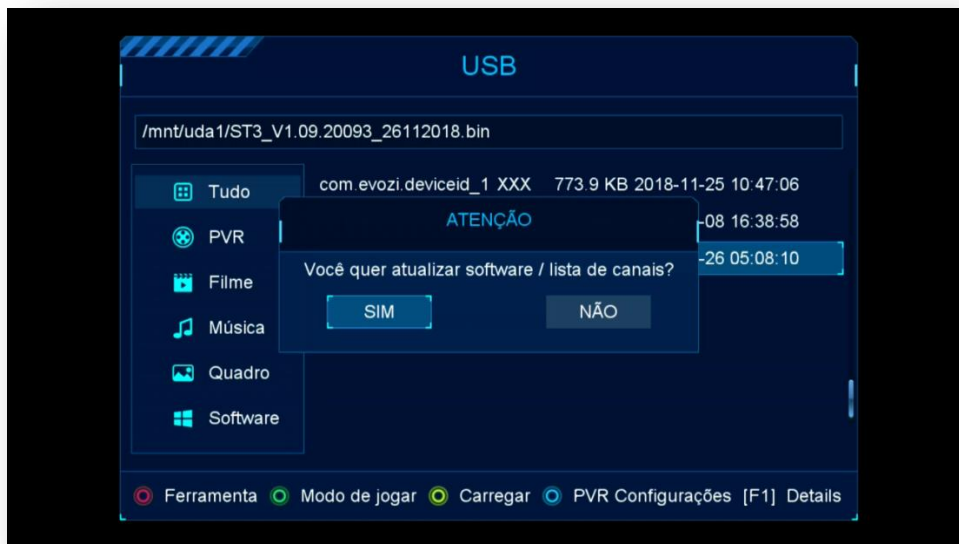 USB
/mnt/uda1/ST3_V1.09.20093_26112018.bin
Tudo
com.evozi.deviceid_1 XXX 773.9 KB 2018-11-25 10:47:06
-08 16:38:58
-26 05:08:10
PVR
Filme
Música
Quadro
Software
ATENÇÃO
Você quer atualizar software / lista de canais?
SIM NÃO
Ferramenta Modo de jogar Carregar PVR Configurações [F1] Details